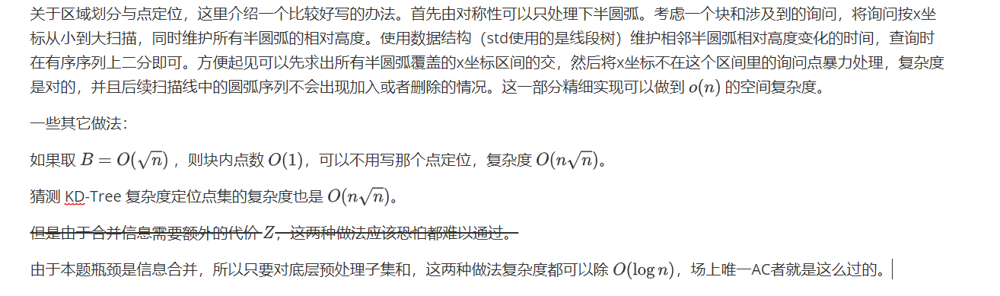 关于区域划分与点定位，这里介绍一个比较好写的办法。首先由对称性可以只处理下半圆弧。考虑一个块和涉及到的询问，将询问按x坐
标从小到大扫描，同时维护所有半圆弧的相对高度。使用数据结构（std使用的是线段树）维护相邻半圆弧相对高度变化的时间，查询时
在有序序列上二分即可。方便起见可以先求出所有半圆弧覆盖的x坐标区间的交，然后将x坐标不在这个区间里的询问点暴力处理，复杂度
是对的，并且后续扫描线中的圆弧序列不会出现加入或者删除的情况。这一部分精细实现可以做到 o(n) 的空间复杂度。
一些其它做法：
如果取 B = O(√n) ，则块内点数 O(1)，可以不用写那个点定位，复杂度 O(n√n)。
猜测 KD-Tree 复杂度定位点集的复杂度也是 O(n√n)。
但是由于合并信息需要额外的代价 Z，这两种做法应该恐怕都难以通过。
由于本题瓶颈是信息合并，所以只要对底层预处理子集和，这两种做法复杂度都可以除 O(log n)，场上唯一AC者就是这么过的。